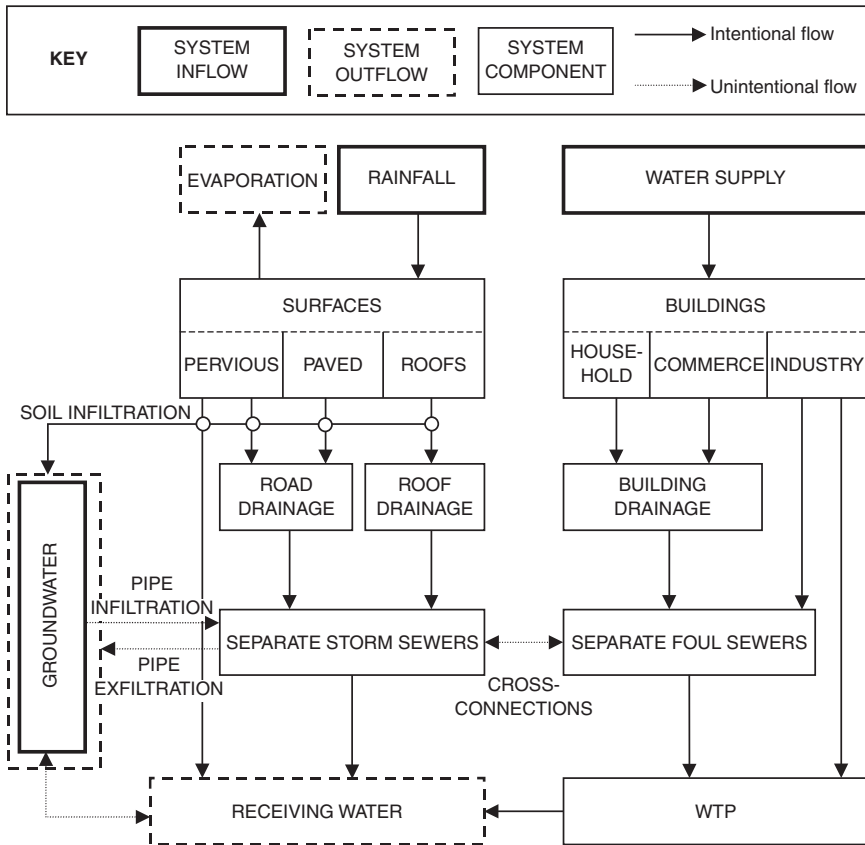 KEY
SYSTEM
INFLOW
SYSTEM
OUTFLOW
SYSTEM
COMPONENT
Intentional flow
Unintentional flow
EVAPORATION
RAINFALL
WATER SUPPLY
SURFACES
PERVIOUS
PAVED
ROOFS
BUILDINGS
HOUSE-
HOLD
COMMERCE
INDUSTRY
SOIL INFILTRATION
ROAD
DRAINAGE
ROOF
DRAINAGE
BUILDING
DRAINAGE
GROUNDWATER
PIPE
INFILTRATION
PIPE
EXFILTRATION
SEPARATE STORM SEWERS
SEPARATE FOUL SEWERS
CROSS-
CONNECTIONS
RECEIVING WATER
WTP